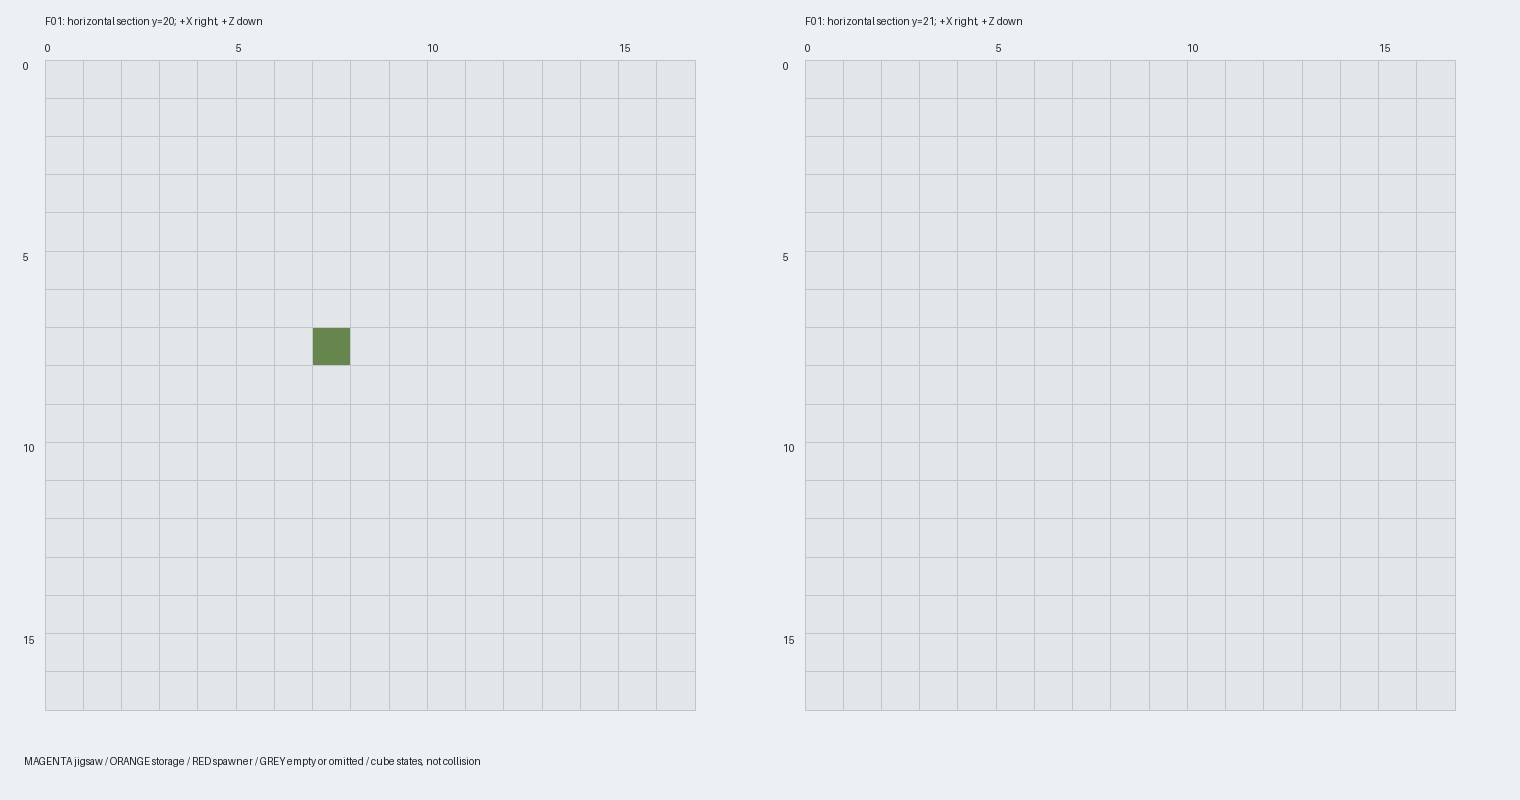 F01: horizontal section y=20; +X right, +Z down
0 5 10 15
0
5
10
15
F01: horizontal section y=21; +X right, +Z down
0 5 10 15
0
5
10
15
MAGENTA jigsaw / ORANGE storage / RED spawner / GREY empty or omitted / cube states, not collision